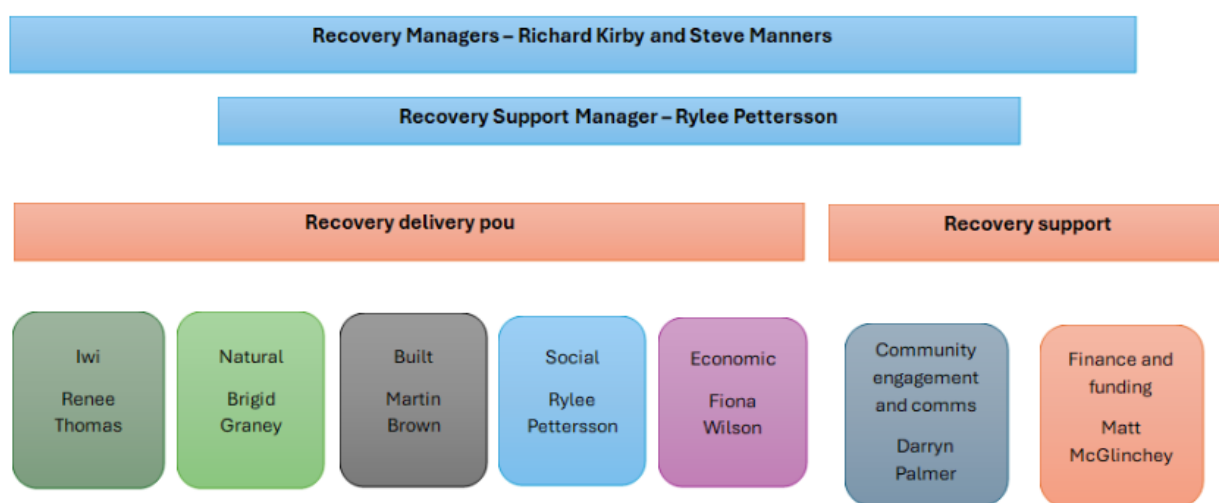 Recovery Managers – Richard Kirby and Steve Manners
Recovery Support Manager – Rylee Pettersson
Recovery delivery pou
Recovery support
Iwi
Renee
Thomas
Natural
Brigid
Graney
Built
Martin
Brown
Social
Rylee
Pettersson
Economic
Fiona
Wilson
Community
engagement
and comms
Darryn
Palmer
Finance and
funding
Matt
McGlinchey